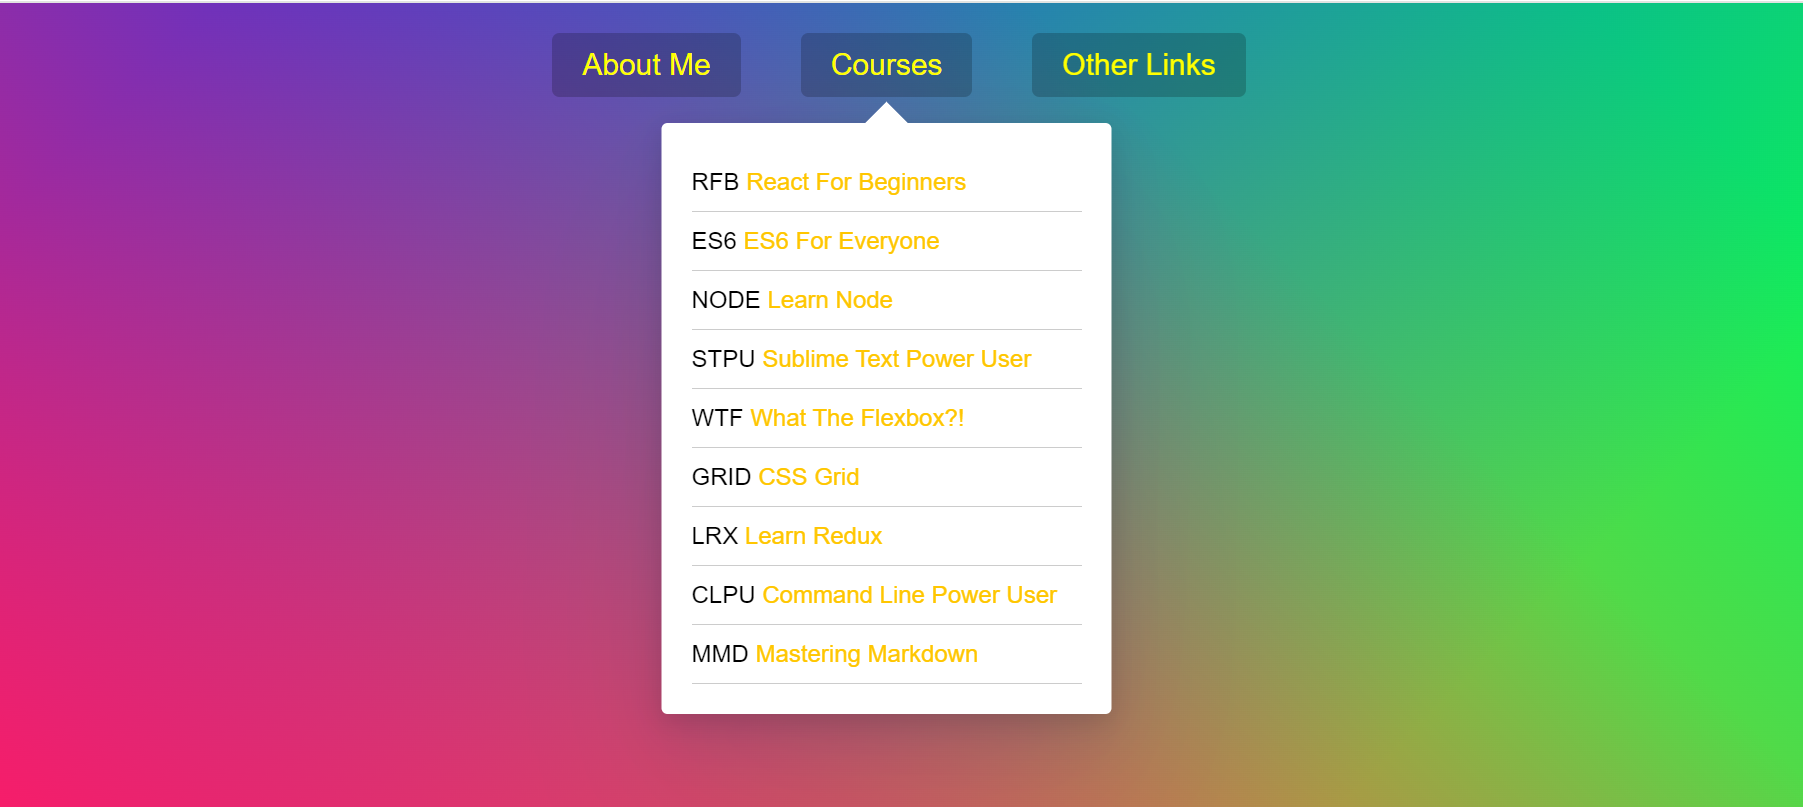 About Me Courses Other Links
RFB React For Beginners
ES6 ES6 For Everyone
NODE Learn Node
STPU Sublime Text Power User
WTF What The Flexbox?!
GRID CSS Grid
LRX Learn Redux
CLPU Command Line Power User
MMD Mastering Markdown